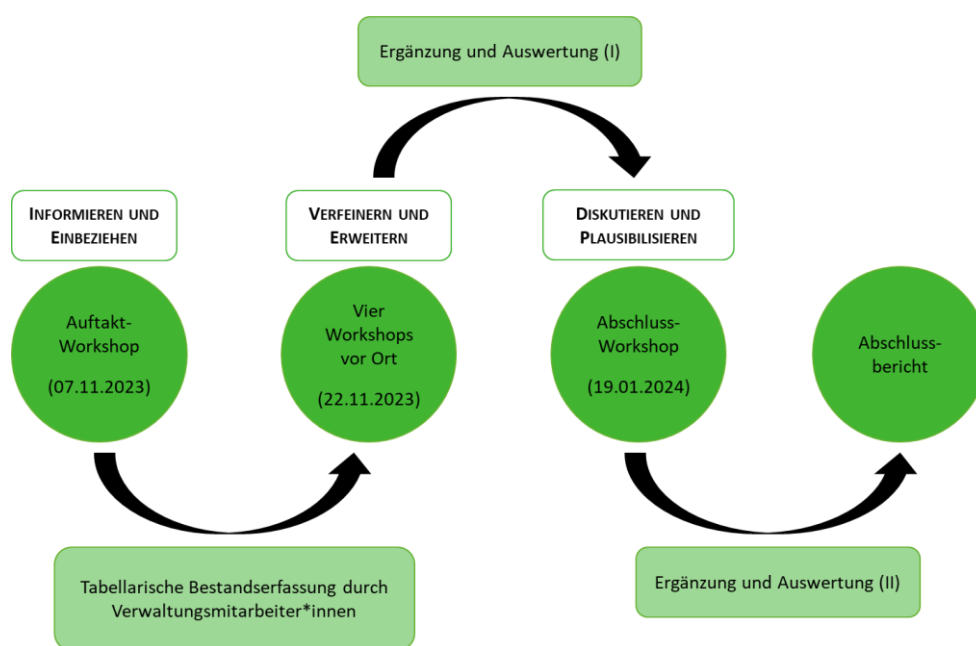 Ergänzung und Auswertung (I)
INFORMIEREN UND
EINBEZIEHEN
VERFEINERN UND
ERWEITERN
DISKUTIEREN UND
PLAUSIBILISIEREN
Auftakt-
Workshop
(07.11.2023)
Vier
Workshops
vor Ort
(22.11.2023)
Abschluss-
Workshop
(19.01.2024)
Abschluss-
bericht
Tabellarische Bestandserfassung durch
Verwaltungsmitarbeiter*innen
Ergänzung und Auswertung (II)